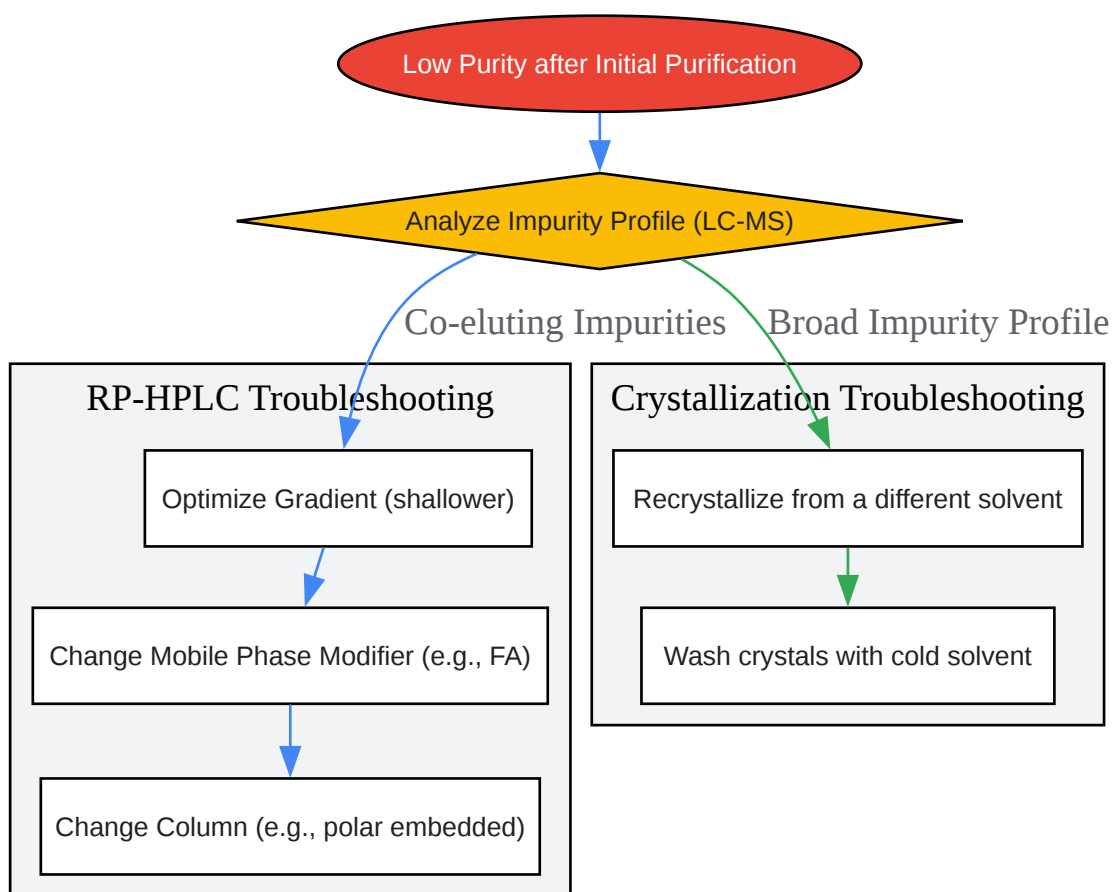 Low Purity after Initial Purification
Analyze Impurity Profile (LC-MS)
Co-eluting Impurities
Broad Impurity Profile
RP-HPLC Troubleshooting
Optimize Gradient (shallower)
Change Mobile Phase Modifier (e.g., FA)
Change Column (e.g., polar embedded)
Crystallization Troubleshooting
Recrystallize from a different solvent
Wash crystals with cold solvent